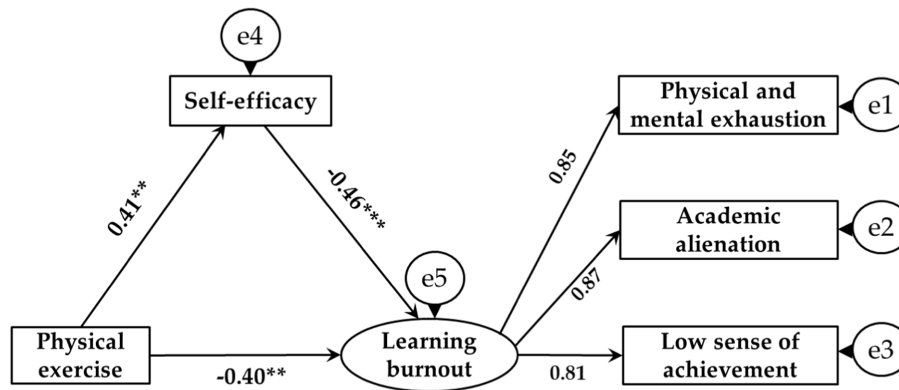 e4
Self-efficacy
0.41**
-0.46***
Physical
exercise
-0.40**
e5
Learning
burnout
0.85
0.87
0.81
Physical and
mental exhaustion
e1
Academic
alienation
e2
Low sense of
achievement
e3